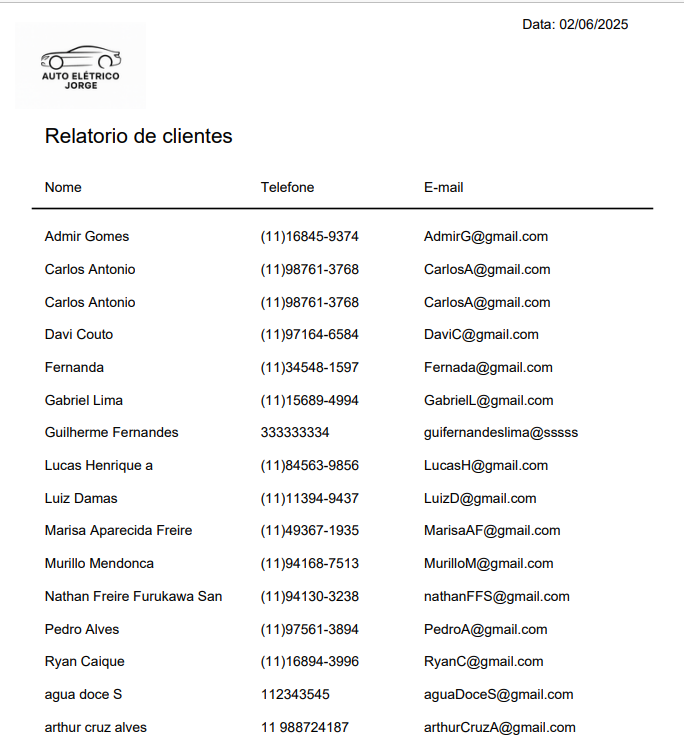 Data: 02/06/2025
AUTO ELÉTRICO
JORGE
Relatorio de clientes
Nome Telefone E-mail
Admir Gomes (11)16845-9374 AdmirG@gmail.com
Carlos Antonio (11)98761-3768 CarlosA@gmail.com
Carlos Antonio (11)98761-3768 CarlosA@gmail.com
Davi Couto (11)97164-6584 DaviC@gmail.com
Fernanda (11)34548-1597 Fernada@gmail.com
Gabriel Lima (11)15689-4994 GabrielL@gmail.com
Guilherme Fernandes 333333334 guifernandeslima@sssss
Lucas Henrique a (11)84563-9856 LucasH@gmail.com
Luiz Damas (11)11394-9437 LuizD@gmail.com
Marisa Aparecida Freire (11)49367-1935 MarisaAF@gmail.com
Murillo Mendonca (11)94168-7513 MurilloM@gmail.com
Nathan Freire Furukawa San (11)94130-3238 nathanFFS@gmail.com
Pedro Alves (11)97561-3894 PedroA@gmail.com
Ryan Caique (11)16894-3996 RyanC@gmail.com
agua doce S 112343545 aguaDoceS@gmail.com
arthur cruz alves 11 988724187 arthurCruzA@gmail.com